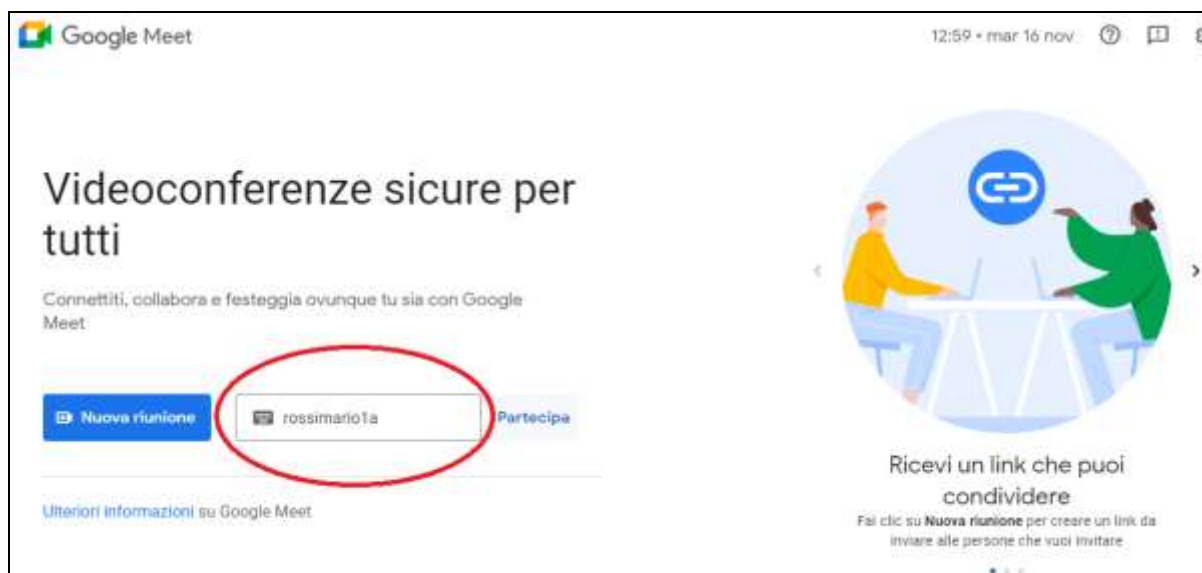 Google Meet
12:59 • mar 16 nov
Videoconferenze sicure per
tutti
Connettiti, collabora e festeggia ovunque tu sia con Google
Meet
Nuova riunione
rossimario1a
Partecipa
Ulteriori informazioni su Google Meet
Ricevi un link che puoi
condividere
Fai clic su Nuova riunione per creare un link da
inviare alle persone che vuoi invitare